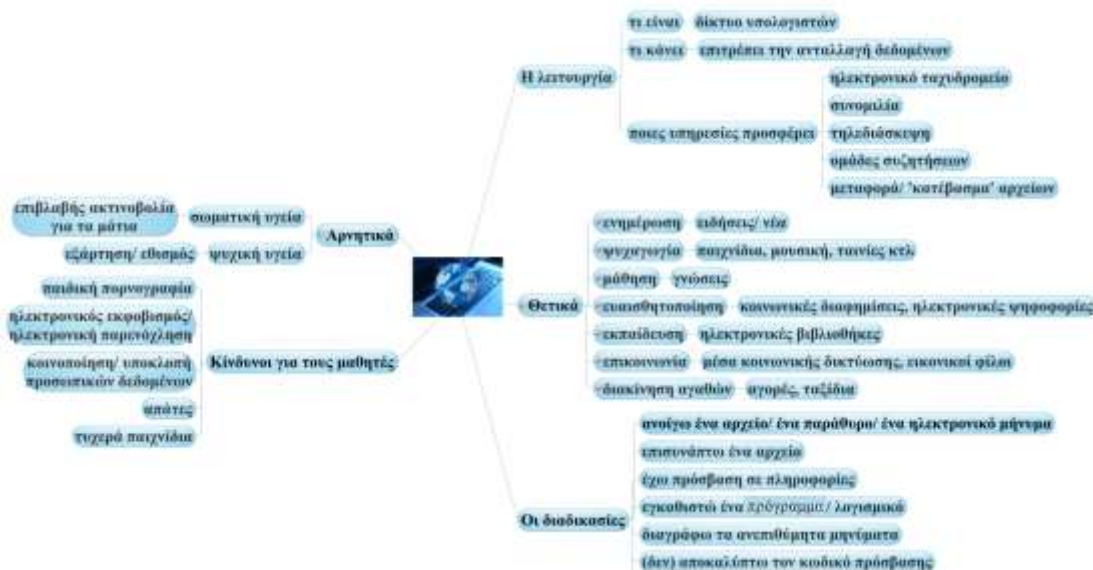 Η λειτουργία
τι είναι
δίκτυο υπολογιστών
τι κάνει
επιτρέπει την ανταλλαγή δεδομένων
ποιες υπηρεσίες προσφέρει
ηλεκτρονικό ταχυδρομείο
συνομιλία
τηλεδιάσκεψη
ομάδες συζητήσεων
μεταφορά/ "κατέβασμα" αρχείων
Θετικά
ενημέρωση
ειδήσεις/ νέα
ψυχαγωγία
παιχνίδια, μουσική, ταινίες κτλ.
μάθηση
γνώσεις
ευαισθητοποίηση
κοινωνικές διαφημίσεις, ηλεκτρονικές ψηφοφορίες
εκπαίδευση
ηλεκτρονικές βιβλιοθήκες
επικοινωνία
μέσα κοινωνικής δικτύωσης, εικονικοί φίλοι
διακίνηση αγαθών
αγορές, ταξίδια
Οι διαδικασίες
ανοίγω ένα αρχείο/ ένα παράθυρο/ ένα ηλεκτρονικό μήνυμα
επισυνάπτω ένα αρχείο
έχω πρόσβαση σε πληροφορίες
εγκαθιστώ ένα πρόγραμμα/ λογισμικό
διαγράφω τα ανεπιθύμητα μηνύματα
(δεν) αποκαλύπτω τον κωδικό πρόσβασης
Αρνητικά
σωματική υγεία
επιβλαβής ακτινοβολία
για τα μάτια
ψυχική υγεία
εξάρτηση/ εθισμός
Κίνδυνοι για τους μαθητές
παιδική πορνογραφία
ηλεκτρονικός εκφοβισμός/
ηλεκτρονική παρενόχληση
κοινοποίηση/ υποκλοπή
προσωπικών δεδομένων
απάτες
τυχερά παιχνίδια